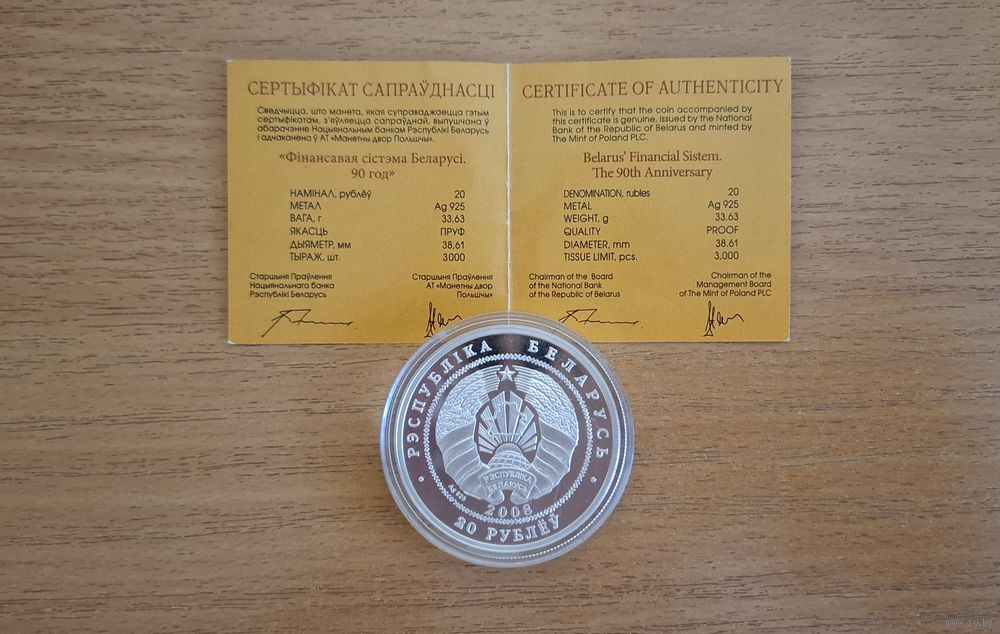 СЕРТЫФІКАТ САПРАЎДНАСЦІ
Сведчыцца, што манета, якая суправаджаецца гэтым
сертыфікатам, з'яўляецца сапраўднай, выпушчана ў
абарачэнне Нацыянальным банкам Рэспублікі Беларусь
і адчаканена ў АТ «Манетны двор Польшчы»
«Фінансавая сістэма Беларусі.
90 год»
НАМІНАЛ, рублёў 20
МЕТАЛ Ag 925
ВАГА, г 33,63
ЯКАСЦЬ ПРУФ
ДЫЯМЕТР, мм 38,61
ТЫРАЖ, шт. 3000
Старшыня Праўлення
Нацыянальнага банка
Рэспублікі Беларусь
Старшыня Праўлення
АТ «Манетны двор
Польшчы»
CERTIFICATE OF AUTHENTICITY
This is to certify that the coin accompanied by
this certificate is genuine, issued by the National
Bank of the Republic of Belarus and minted by
The Mint of Poland PLC.
Belarus' Financial Sistem.
The 90th Anniversary
DENOMINATION, rubles 20
METAL Ag 925
WEIGHT, g 33.63
QUALITY PROOF
DIAMETER, mm 38.61
TISSUE LIMIT, pcs. 3,000
Chairman of the Board
of the National Bank
of the Republic of Belarus
Chairman of the
Management Board
of The Mint of Poland PLC
РЭСПУБЛІКА БЕЛАРУСЬ
РЭСПУБЛІКА
БЕЛАРУСЬ
Ag 925
2008
20 РУБЛЁЎ
www.ay.by